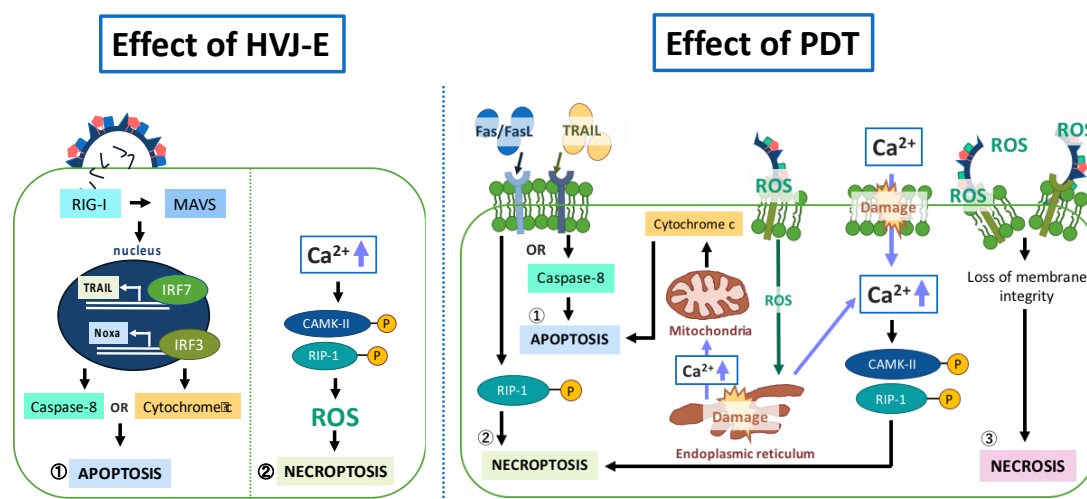 Effect of HVJ-E
RIG-I
MAVS
nucleus
TRAIL
IRF7
Noxa
IRF3
Caspase-8
OR
Cytochrome c
①
APOPTOSIS
Ca2+
CAMK-II
P
RIP-1
P
ROS
②
NECROPTOSIS
Effect of PDT
Fas/FasL
TRAIL
OR
Caspase-8
①
APOPTOSIS
RIP-1
P
②
NECROPTOSIS
Cytochrome c
Mitochondria
Ca2+
Damage
Endoplasmic reticulum
ROS
ROS
Ca2+
Damage
Ca2+
CAMK-II
P
RIP-1
P
ROS
ROS
ROS
Loss of membrane
integrity
③
NECROSIS